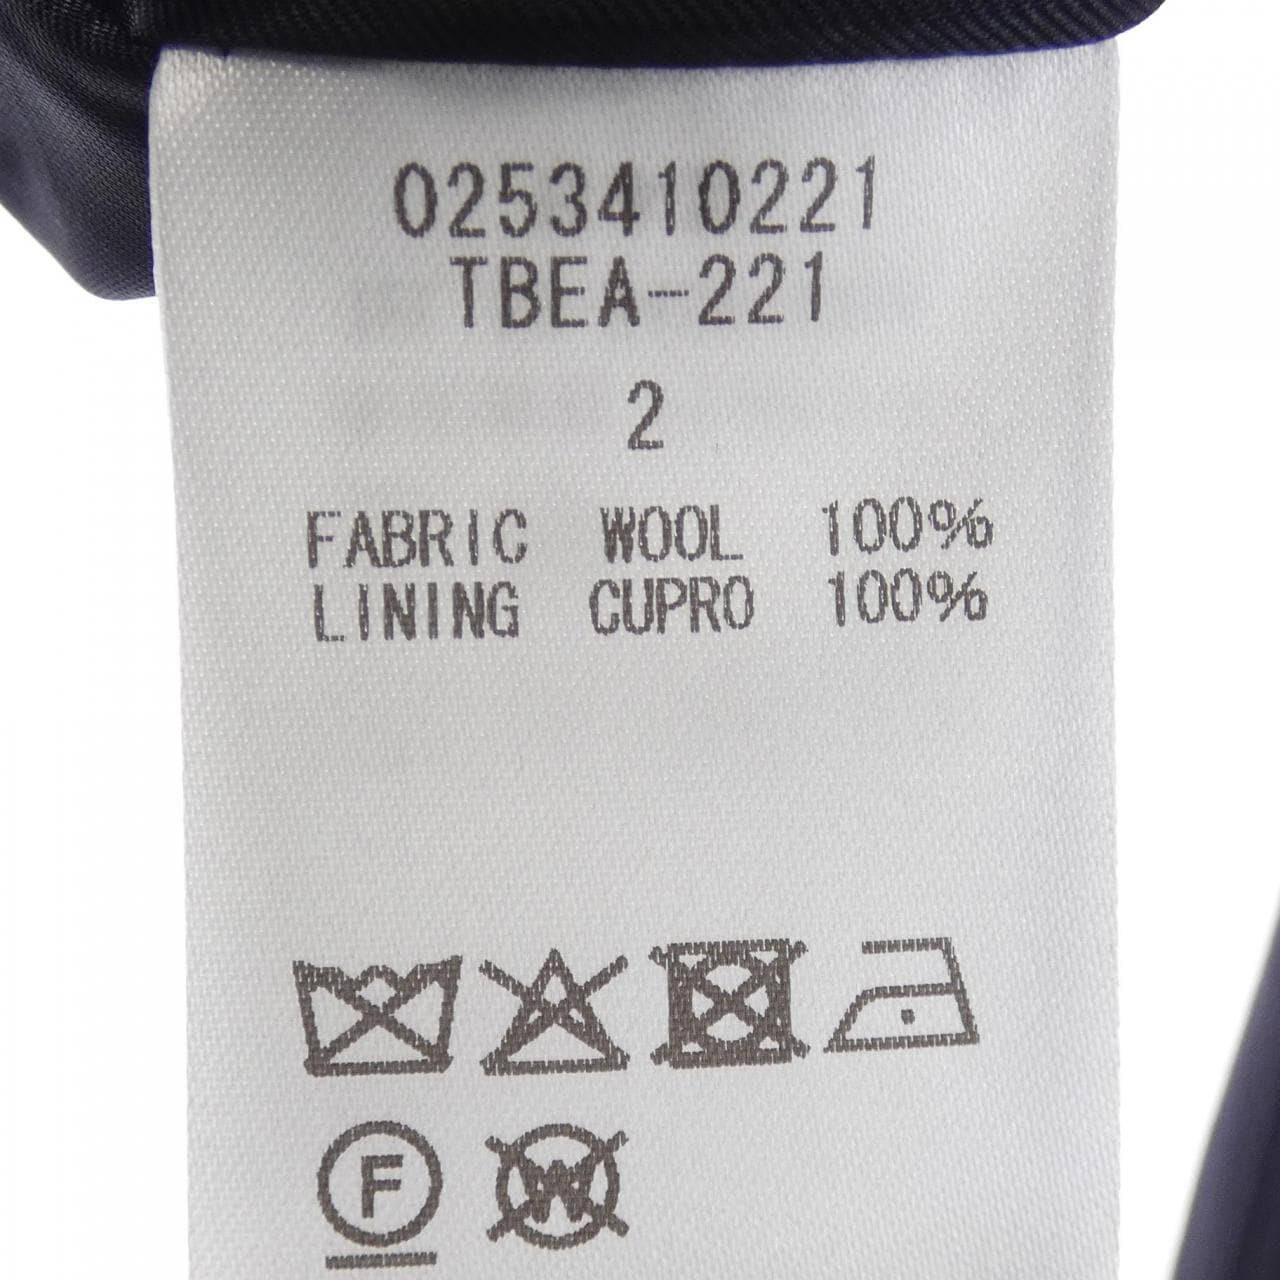 0253410221
TBEA-221
2
FABRIC WOOL 100%
LINING CUPRO 100%
F W